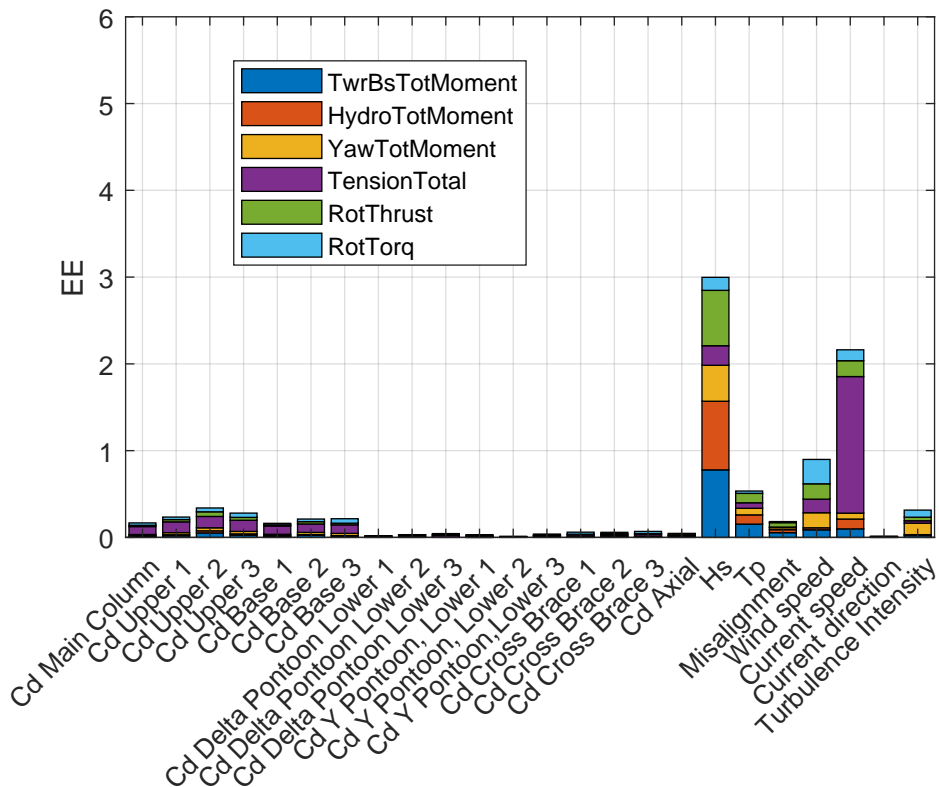 6
5
4
3
2
1
0
EE
TwrBsTotMoment
HydroTotMoment
YawTotMoment
TensionTotal
RotThrust
RotTorq
Cd Main Column
Cd Upper 1
Cd Upper 2
Cd Upper 3
Cd Base 1
Cd Base 2
Cd Base 3
Cd Delta Pontoon Lower 1
Cd Delta Pontoon Lower 2
Cd Delta Pontoon Lower 3
Cd Y Pontoon, Lower 1
Cd Y Pontoon, Lower 2
Cd Y Pontoon, Lower 3
Cd Cross Brace 1
Cd Cross Brace 2
Cd Cross Brace 3
Cd Axial
Hs
Tp
Misalignment
Wind speed
Current speed
Current direction
Turbulence Intensity